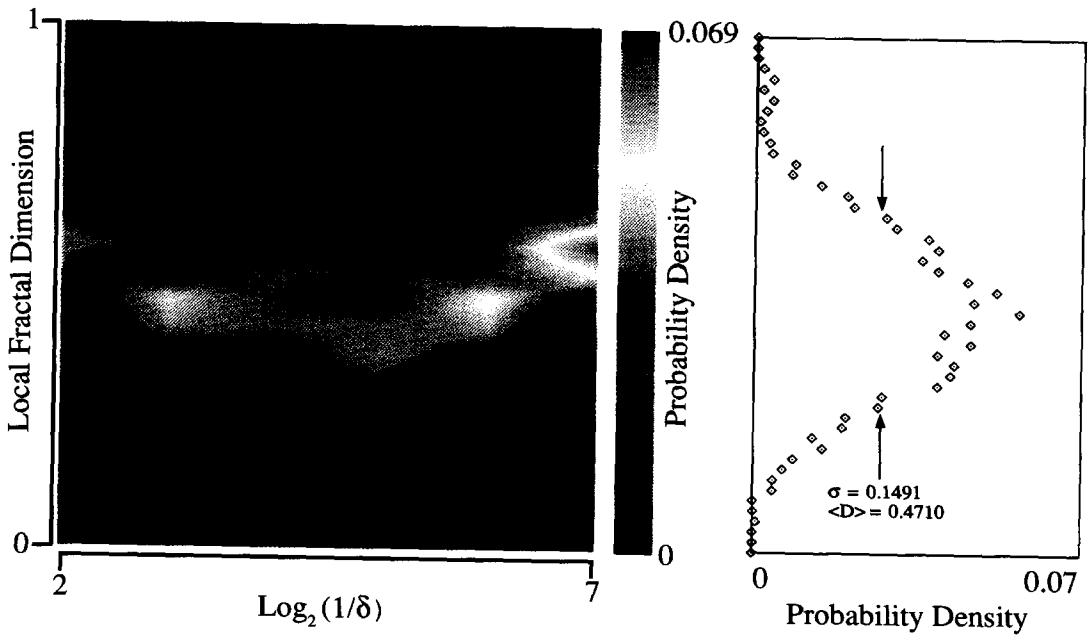 1
Local Fractal Dimension
0
2
7
Log₂ (1/δ)
0.069
Probability Density
0
σ = 0.1491
<D> = 0.4710
0
0.07
Probability Density